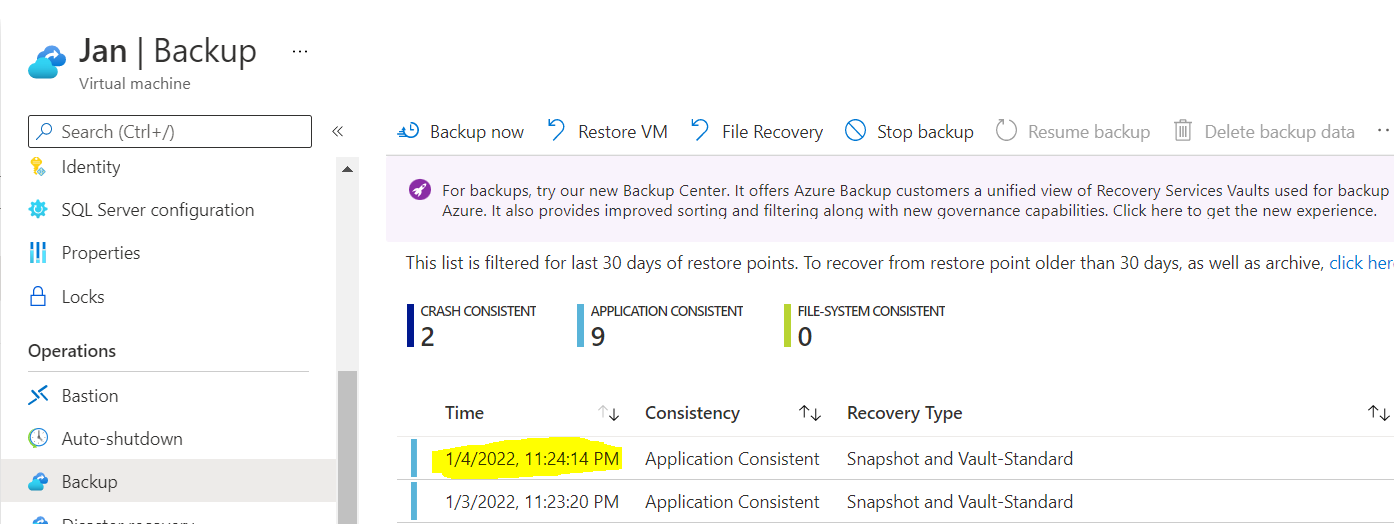 Jan | Backup ...
Virtual machine
Search (Ctrl+/)
«
Identity
SQL Server configuration
Properties
Locks
Operations
Bastion
Auto-shutdown
Backup
Disaster recovery
Backup now
Restore VM
File Recovery
Stop backup
Resume backup
Delete backup data
For backups, try our new Backup Center. It offers Azure Backup customers a unified view of Recovery Services Vaults used for backup
Azure. It also provides improved sorting and filtering along with new governance capabilities. Click here to get the new experience.
This list is filtered for last 30 days of restore points. To recover from restore point older than 30 days, as well as archive, click her
CRASH CONSISTENT
2
APPLICATION CONSISTENT
9
FILE-SYSTEM CONSISTENT
0
Time Consistency Recovery Type
1/4/2022, 11:24:14 PM Application Consistent Snapshot and Vault-Standard
1/3/2022, 11:23:20 PM Application Consistent Snapshot and Vault-Standard